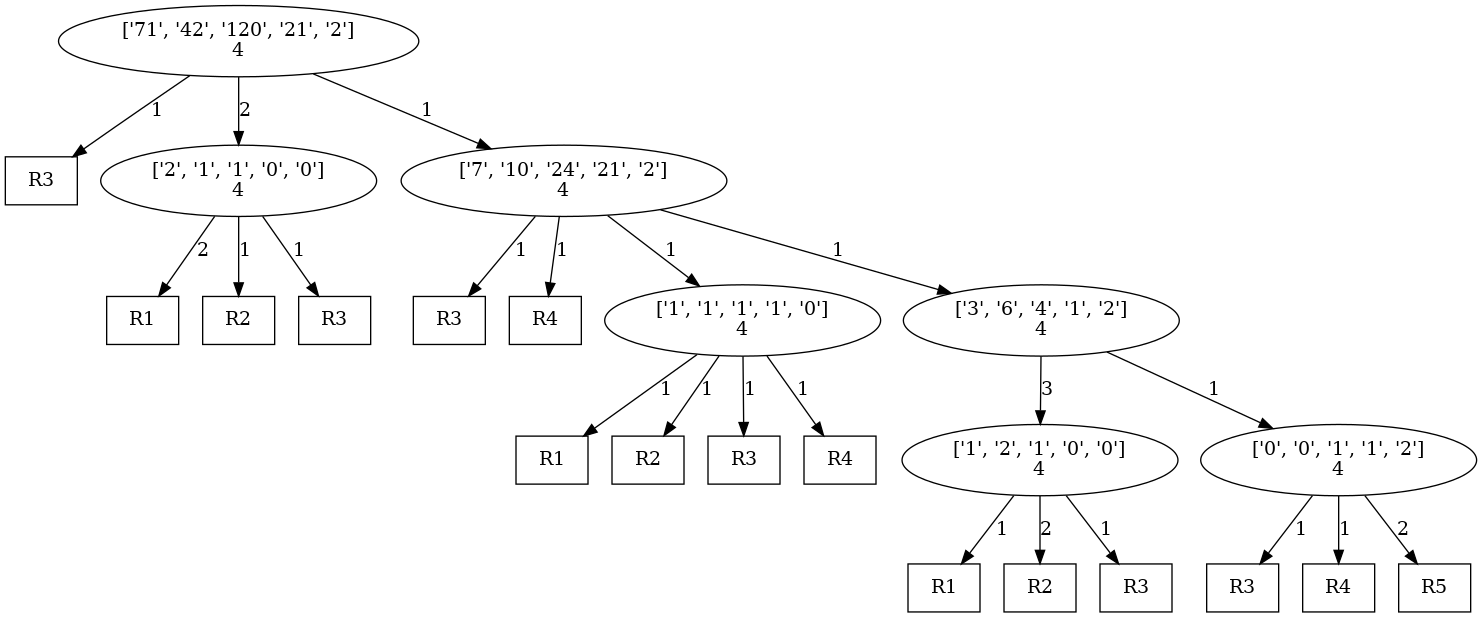 ['71', '42', '120', '21', '2']
4
1
2
1
R3
['2', '1', '1', '0', '0']
4
['7', '10', '24', '21', '2']
4
2
1
1
1
1
1
1
R1
R2
R3
R3
R4
['1', '1', '1', '1', '0']
4
['3', '6', '4', '1', '2']
4
1
1
1
1
3
1
R1
R2
R3
R4
['1', '2', '1', '0', '0']
4
['0', '0', '1', '1', '2']
4
1
2
1
1
1
2
R1
R2
R3
R3
R4
R5